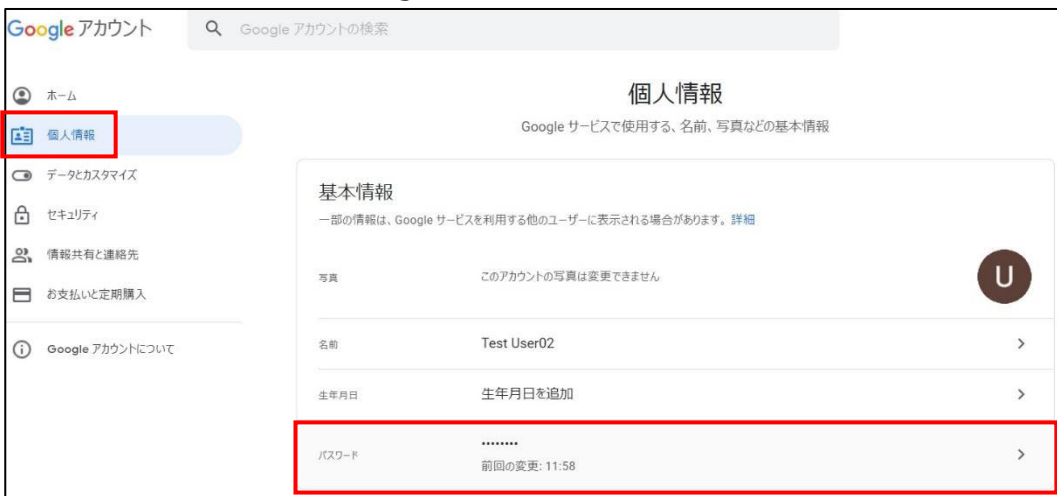 Google アカウント
Google アカウントの検索
ホーム
個人情報
データとカスタマイズ
セキュリティ
情報共有と連絡先
お支払いと定期購入
Google アカウントについて
個人情報
Google サービスで使用する、名前、写真などの基本情報
基本情報
一部の情報は、Google サービスを利用する他のユーザーに表示される場合があります。詳細
写真
このアカウントの写真は変更できません
U
名前
Test User02
生年月日
生年月日を追加
パスワード
••••••••
前回の変更: 11:58